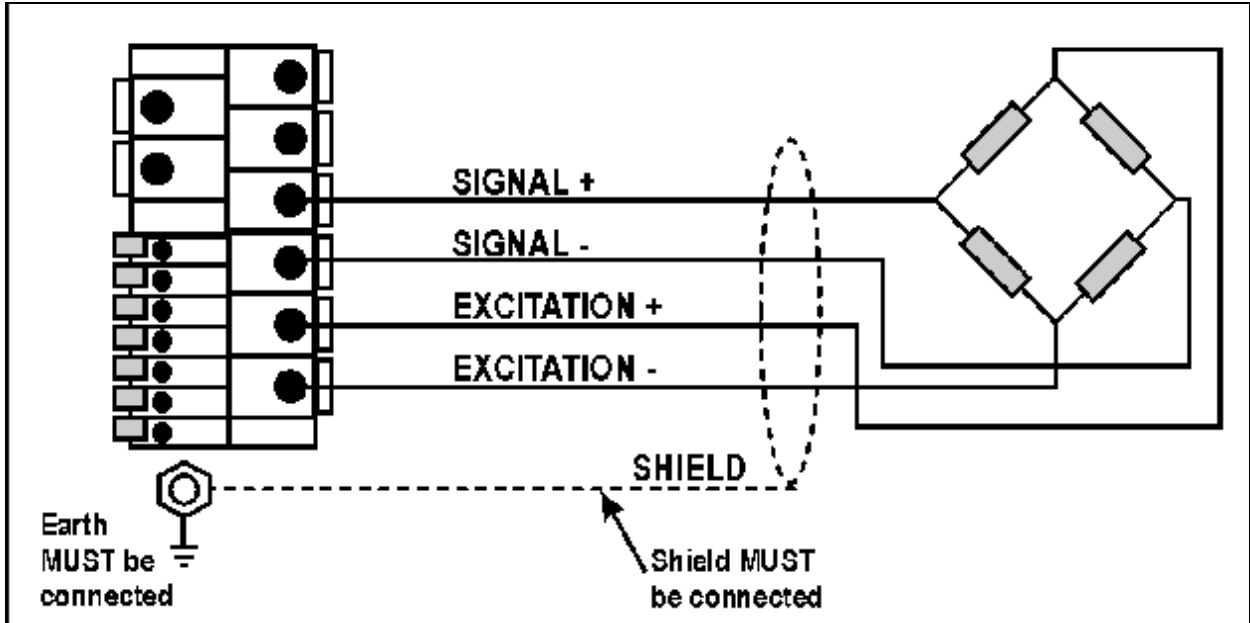 SIGNAL +
SIGNAL -
EXCITATION +
EXCITATION -
SHIELD
Earth
MUST be
connected
Shield MUST
be connected